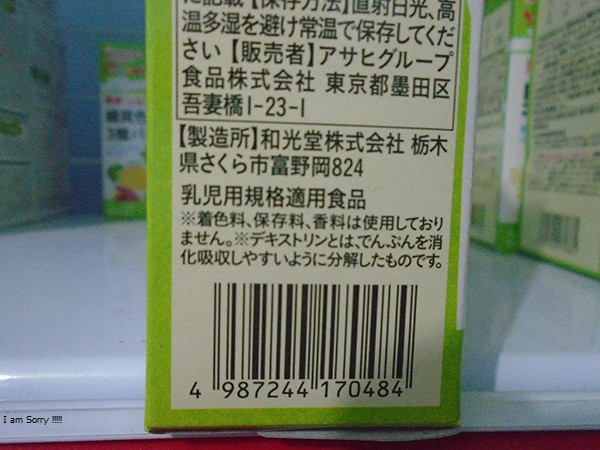 に記載【保存方法】直射日光、高
温多湿を避け常温で保存してくだ
さい【販売者】アサヒグループ
食品株式会社 東京都墨田区
吾妻橋1-23-1
【製造所】和光堂株式会社 栃木
県さくら市富野岡824
乳児用規格適用食品
※着色料、保存料、香料は使用しており
ません。※デキストリンとは、でんぷんを消
化吸収しやすいように分解したものです。
4 987244 170484
I am Sorry !!!!!